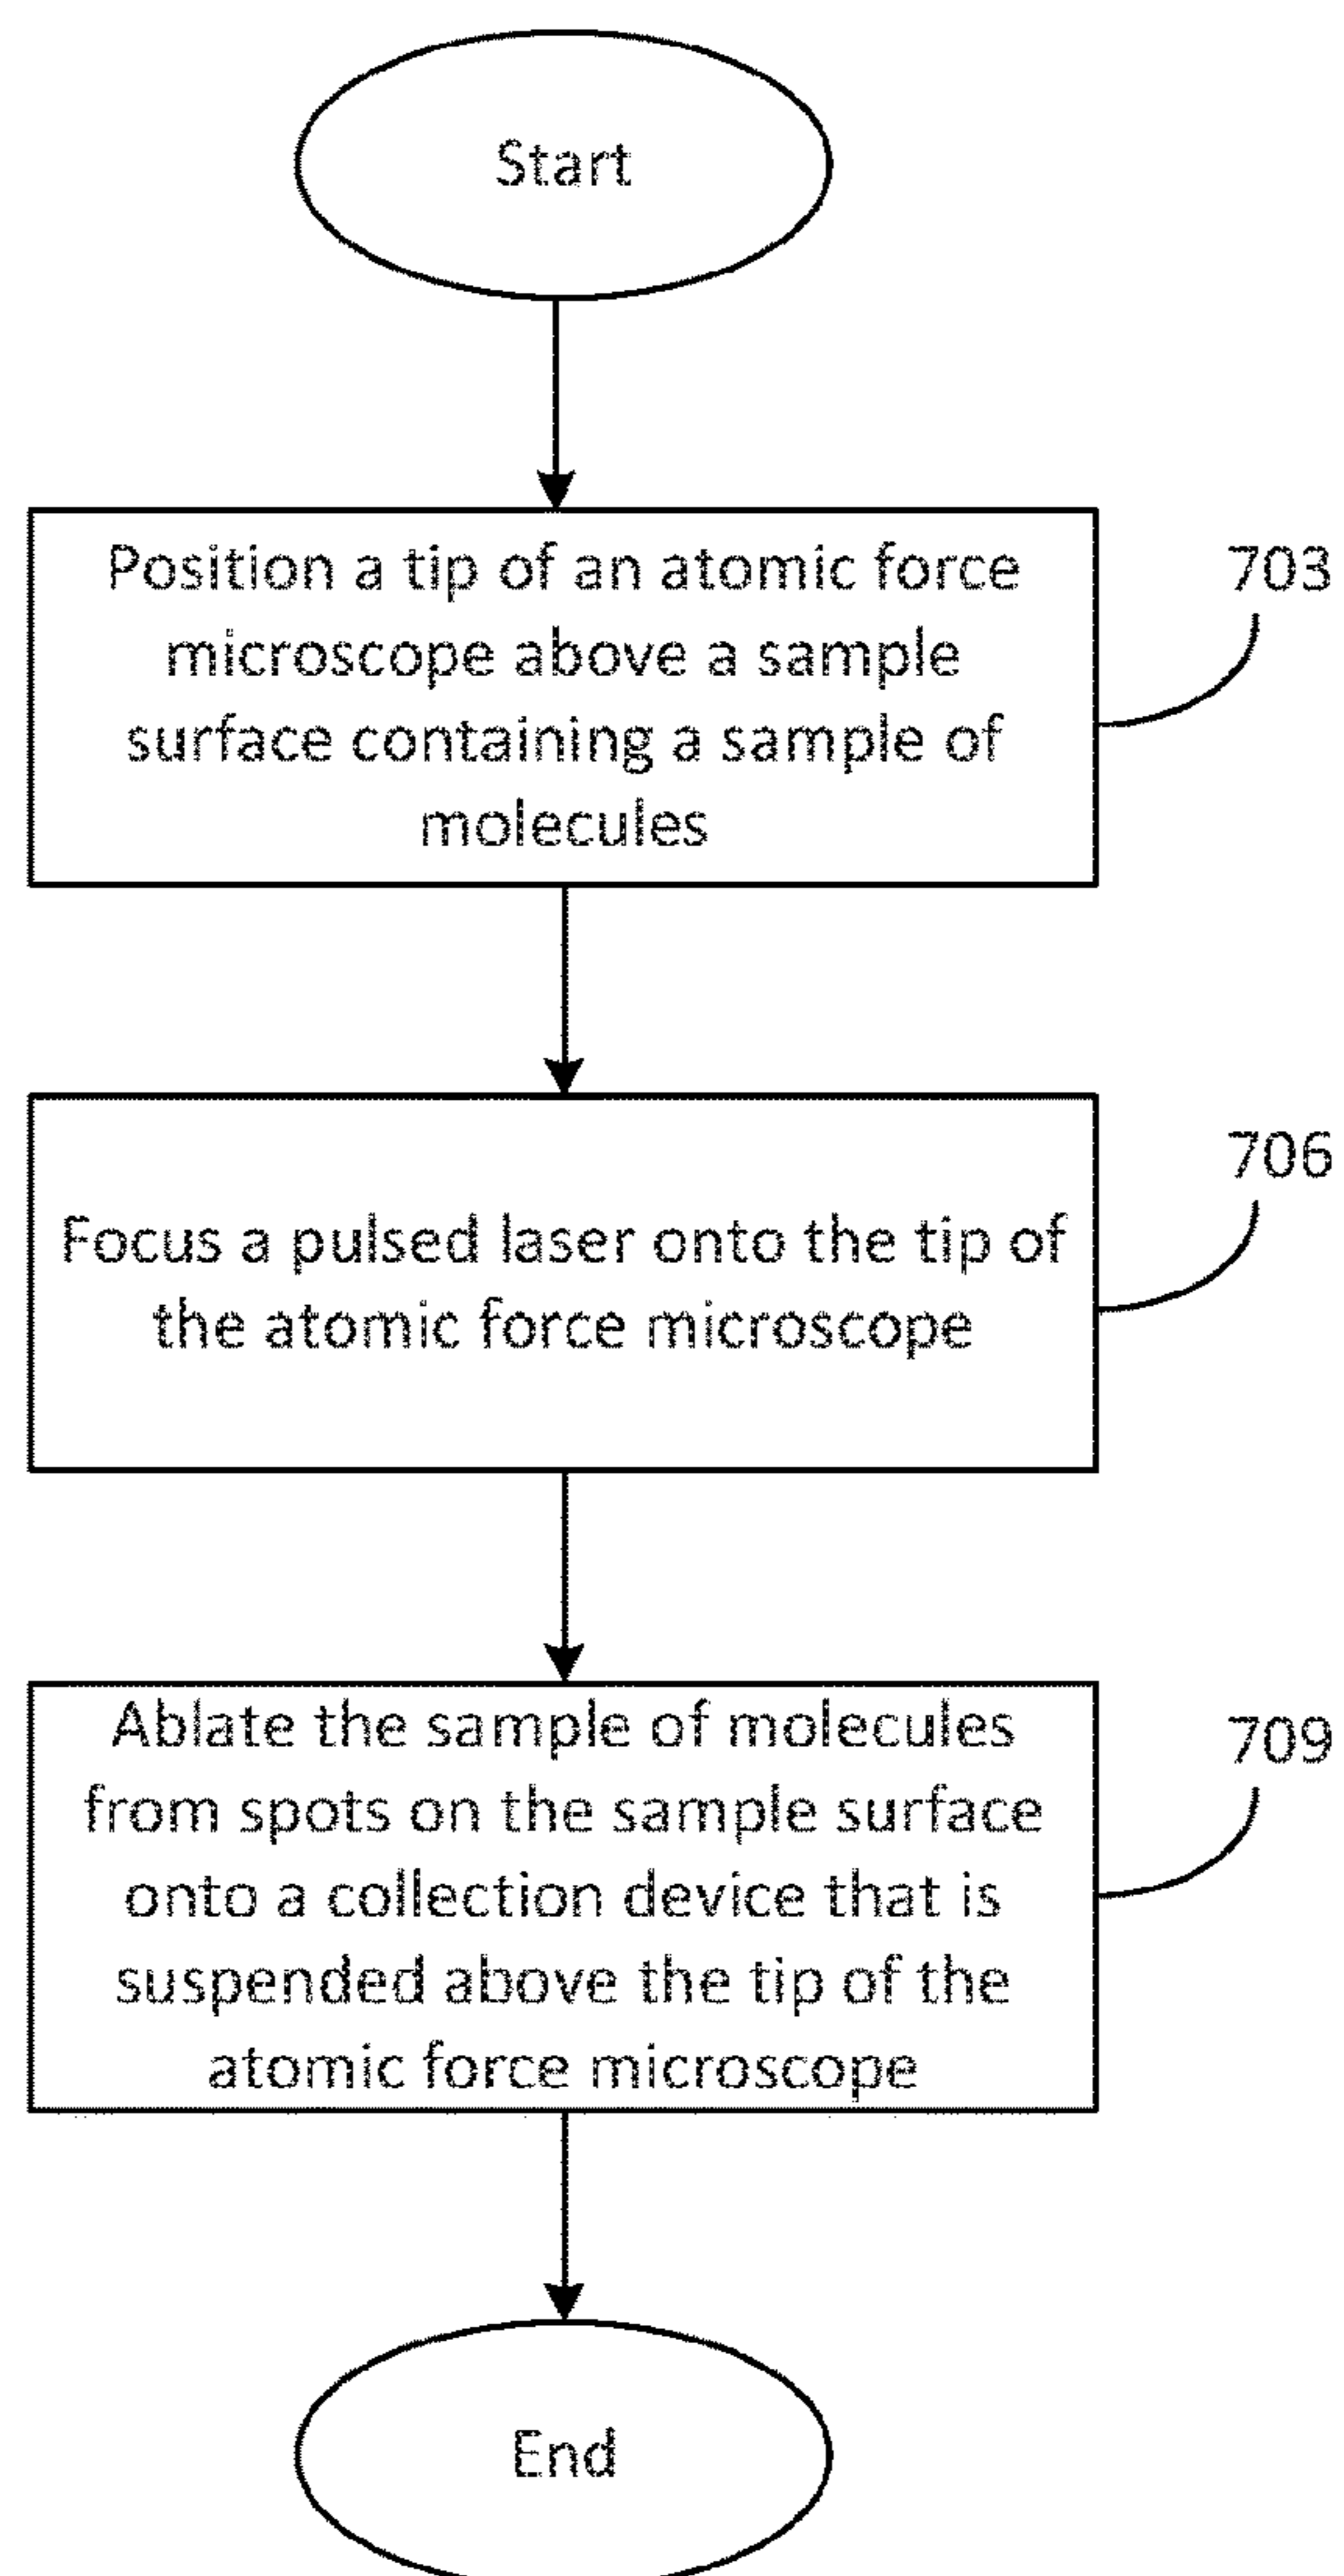 Start
Position a tip of an atomic force
microscope above a sample
surface containing a sample of
molecules
703
Focus a pulsed laser onto the tip of
the atomic force microscope
706
Ablate the sample of molecules
from spots on the sample surface
onto a collection device that is
suspended above the tip of the
atomic force microscope
709
End